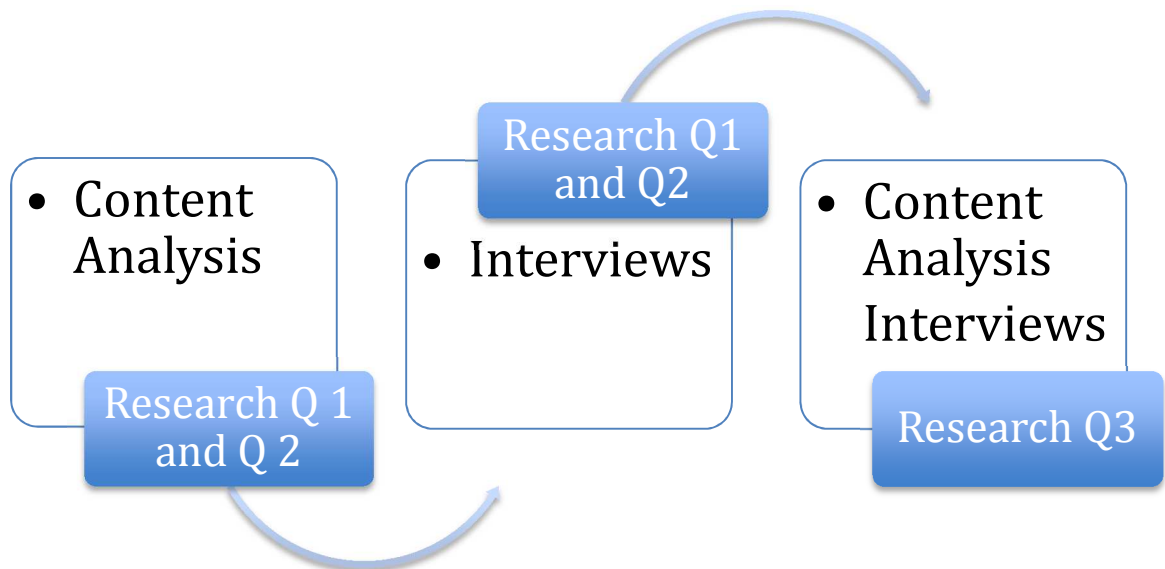 • Content
Analysis
Research Q 1
and Q 2
Research Q1
and Q2
• Interviews
• Content
Analysis
Interviews
Research Q3